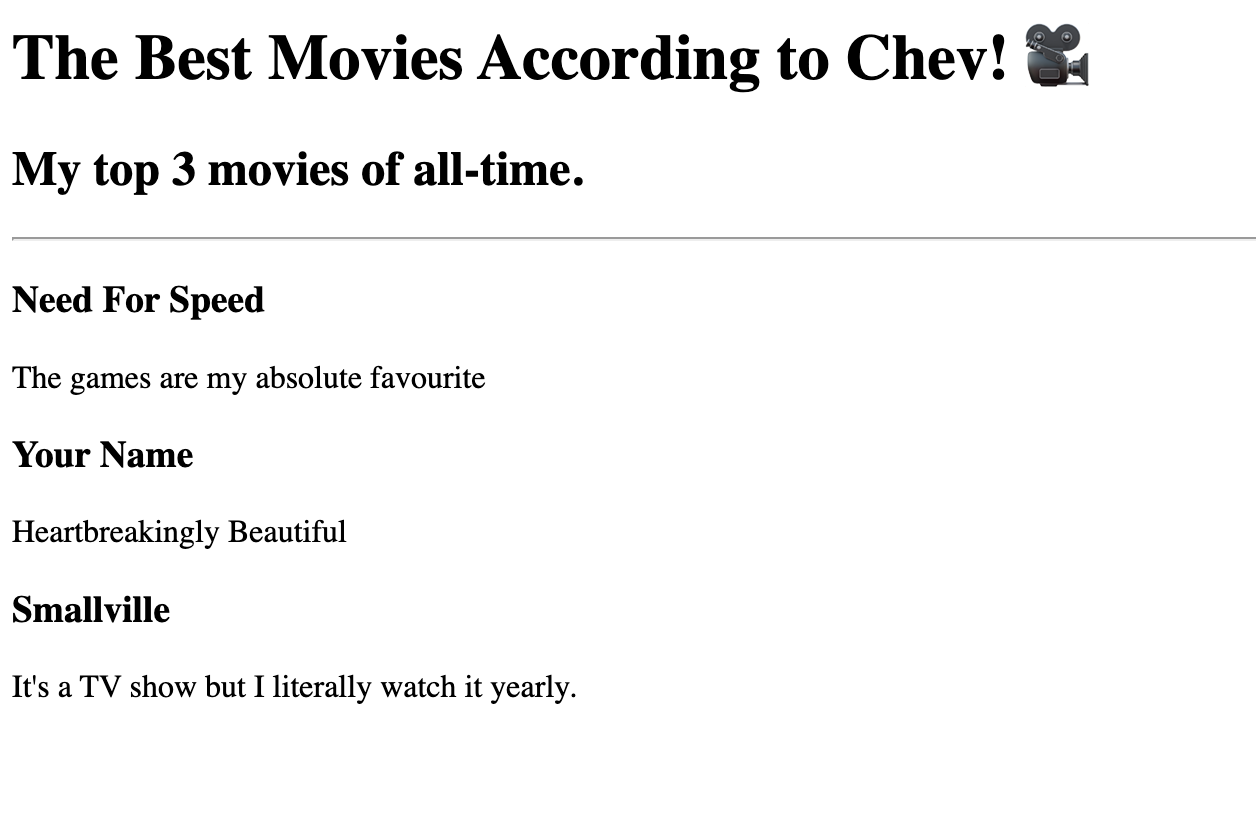 The Best Movies According to Chev! 🎥
My top 3 movies of all-time.
Need For Speed
The games are my absolute favourite
Your Name
Heartbreakingly Beautiful
Smallville
It's a TV show but I literally watch it yearly.